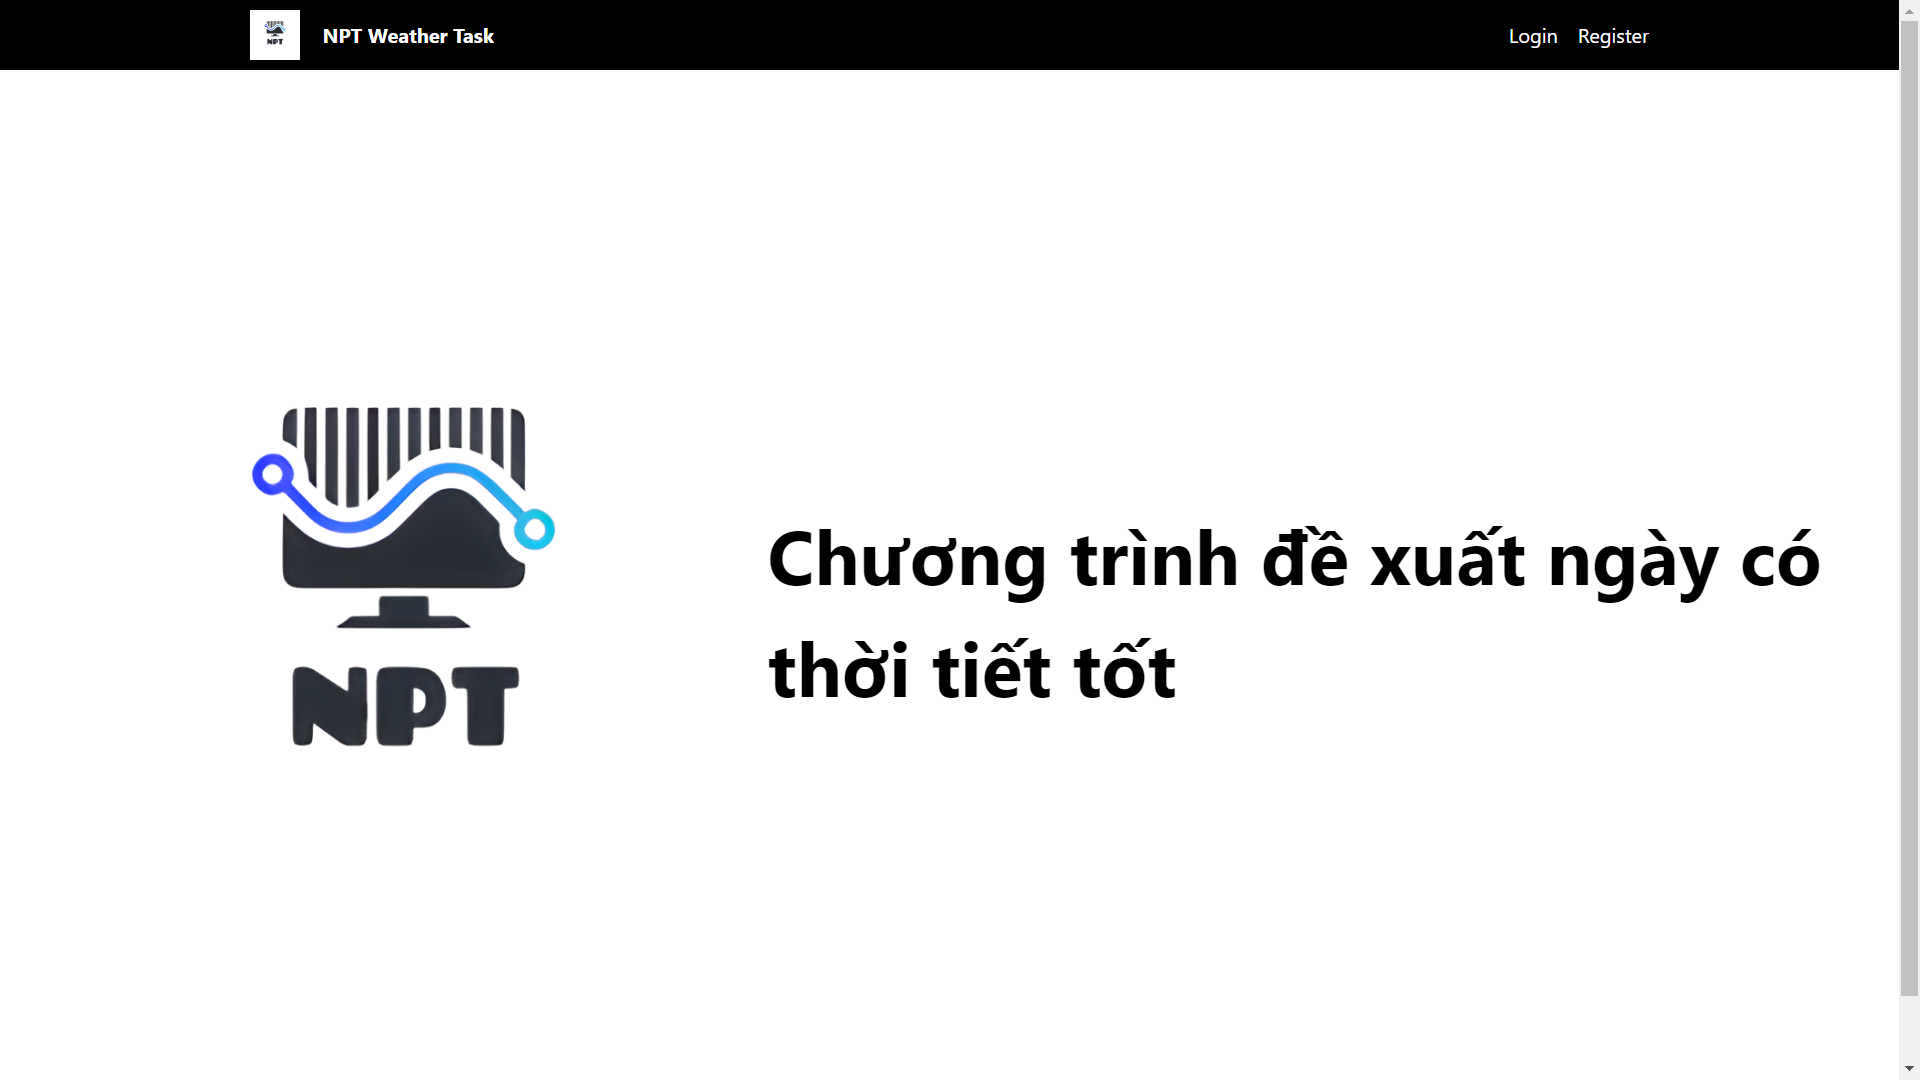 NPT
NPT Weather Task
Login
Register
NPT
Chương trình đề xuất ngày có
thời tiết tốt